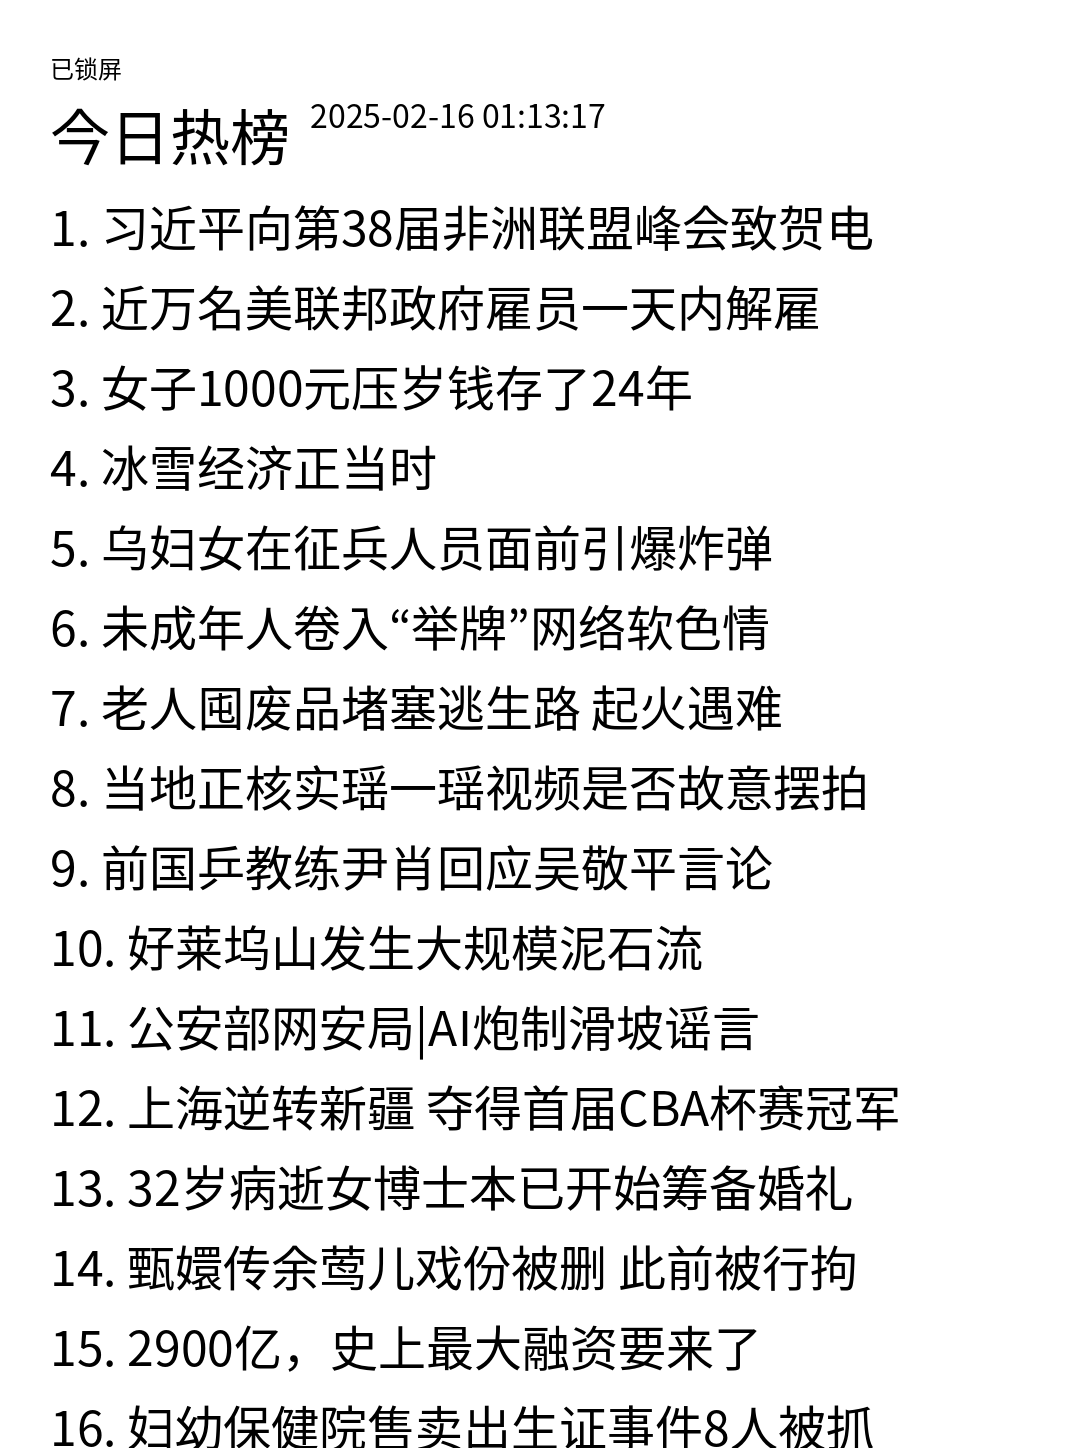 已锁屏
今日热榜 2025-02-16 01:13:17
1. 习近平向第38届非洲联盟峰会致贺电
2. 近万名美联邦政府雇员一天内解雇
3. 女子1000元压岁钱存了24年
4. 冰雪经济正当时
5. 乌妇女在征兵人员面前引爆炸弹
6. 未成年人卷入“举牌”网络软色情
7. 老人囤废品堵塞逃生路 起火遇难
8. 当地正核实瑶一瑶视频是否故意摆拍
9. 前国乒教练尹肖回应吴敬平言论
10. 好莱坞山发生大规模泥石流
11. 公安部网安局|AI炮制滑坡谣言
12. 上海逆转新疆 夺得首届CBA杯赛冠军
13. 32岁病逝女博士本已开始筹备婚礼
14. 甄嬛传余莺儿戏份被删 此前被行拘
15. 2900亿，史上最大融资要来了
16. 妇幼保健院售卖出生证事件8人被抓